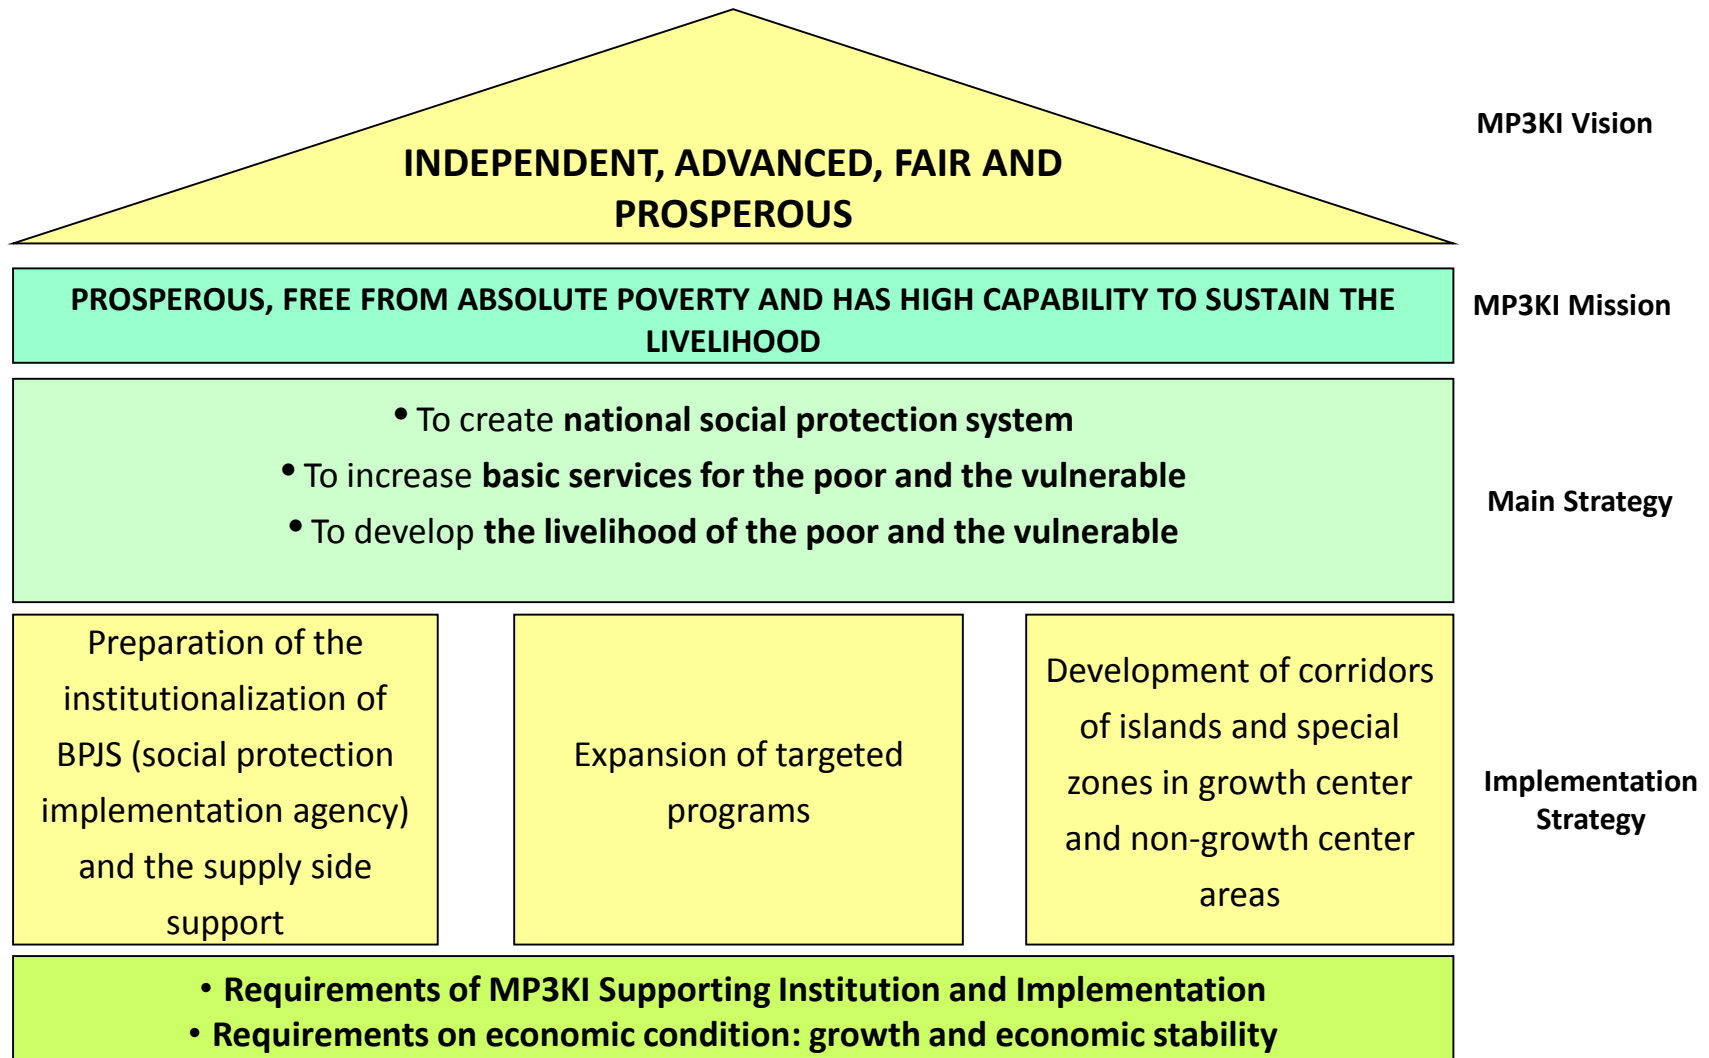 INDEPENDENT, ADVANCED, FAIR AND
PROSPEROUS
MP3KI Vision
PROSPEROUS, FREE FROM ABSOLUTE POVERTY AND HAS HIGH CAPABILITY TO SUSTAIN THE
LIVELIHOOD
MP3KI Mission
• To create national social protection system
• To increase basic services for the poor and the vulnerable
• To develop the livelihood of the poor and the vulnerable
Main Strategy
Preparation of the
institutionalization of
BPJS (social protection
implementation agency)
and the supply side
support
Expansion of targeted
programs
Development of corridors
of islands and special
zones in growth center
and non-growth center
areas
Implementation
Strategy
• Requirements of MP3KI Supporting Institution and Implementation
• Requirements on economic condition: growth and economic stability